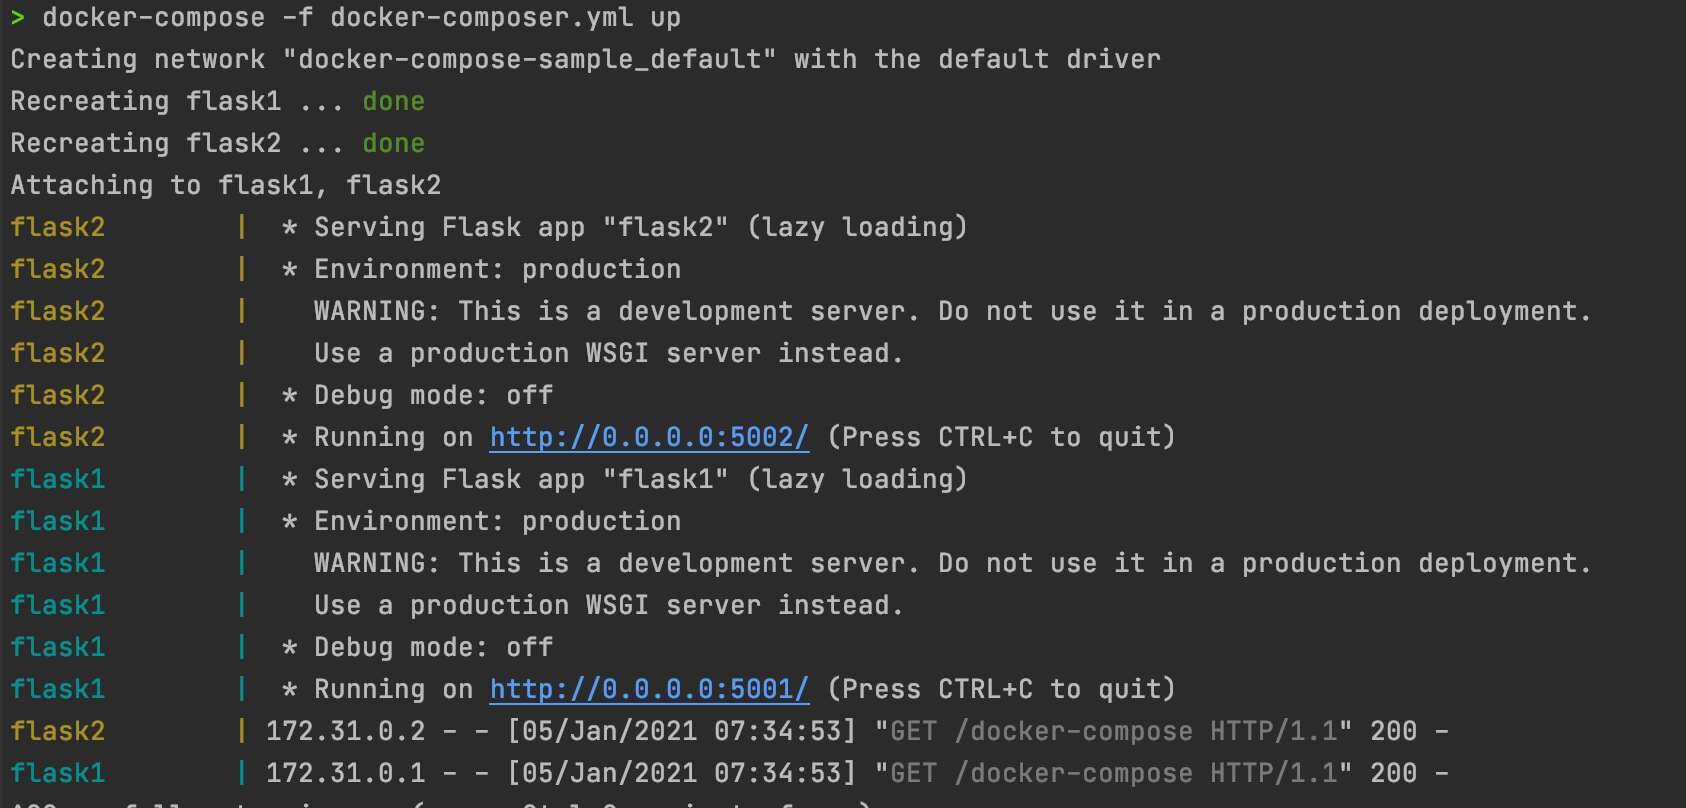 > docker-compose -f docker-composer.yml up
Creating network "docker-compose-sample_default" with the default driver
Recreating flask1 ... done
Recreating flask2 ... done
Attaching to flask1, flask2
flask2 | * Serving Flask app "flask2" (lazy loading)
flask2 | * Environment: production
flask2 | WARNING: This is a development server. Do not use it in a production deployment.
flask2 | Use a production WSGI server instead.
flask2 | * Debug mode: off
flask2 | * Running on http://0.0.0.0:5002/ (Press CTRL+C to quit)
flask1 | * Serving Flask app "flask1" (lazy loading)
flask1 | * Environment: production
flask1 | WARNING: This is a development server. Do not use it in a production deployment.
flask1 | Use a production WSGI server instead.
flask1 | * Debug mode: off
flask1 | * Running on http://0.0.0.0:5001/ (Press CTRL+C to quit)
flask2 | 172.31.0.2 - - [05/Jan/2021 07:34:53] "GET /docker-compose HTTP/1.1" 200 -
flask1 | 172.31.0.1 - - [05/Jan/2021 07:34:53] "GET /docker-compose HTTP/1.1" 200 -